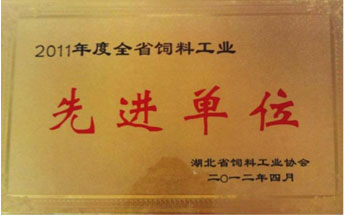 2011年度全省饲料工业
先进单位
湖北省饲料工业协会
二〇一二年四月